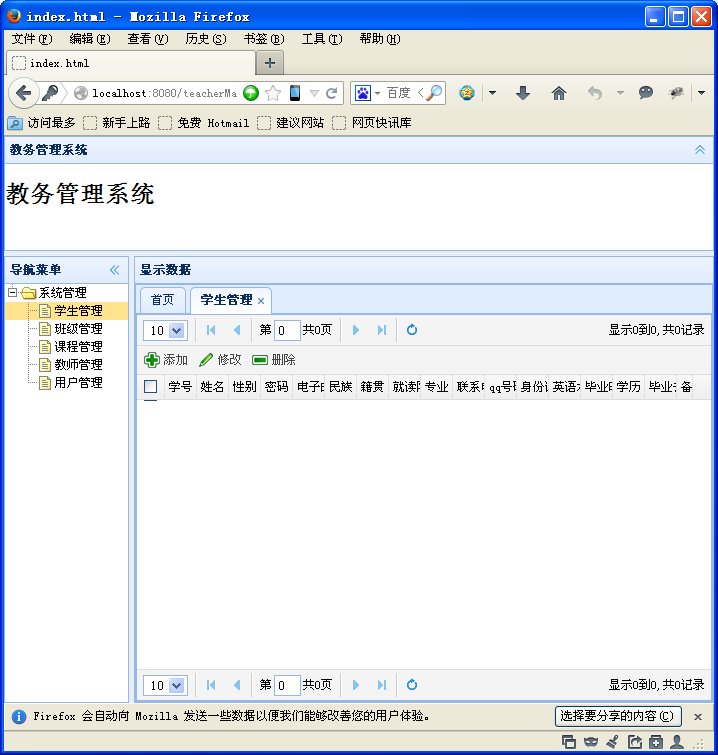 index.html - Mozilla Firefox
文件(F) 编辑(E) 查看(V) 历史(S) 书签(B) 工具(T) 帮助(H)
index.html
localhost:8080/teacherMa 百度
访问最多 新手上路 免费 Hotmail 建议网站 网页快讯库
教务管理系统
教务管理系统
导航菜单
系统管理
学生管理
班级管理
课程管理
教师管理
用户管理
显示数据
首页 学生管理
10 第 0 共0页 显示0到0, 共0记录
添加 修改 删除
学号 姓名 性别 密码 电子 民族 籍贯 就读 专业 联系 qq号 身份 英语 毕业 学历 毕业 备
10 第 0 共0页 显示0到0, 共0记录
Firefox 会自动向 Mozilla 发送一些数据以便我们能够改善您的用户体验。 选择要分享的内容(C)